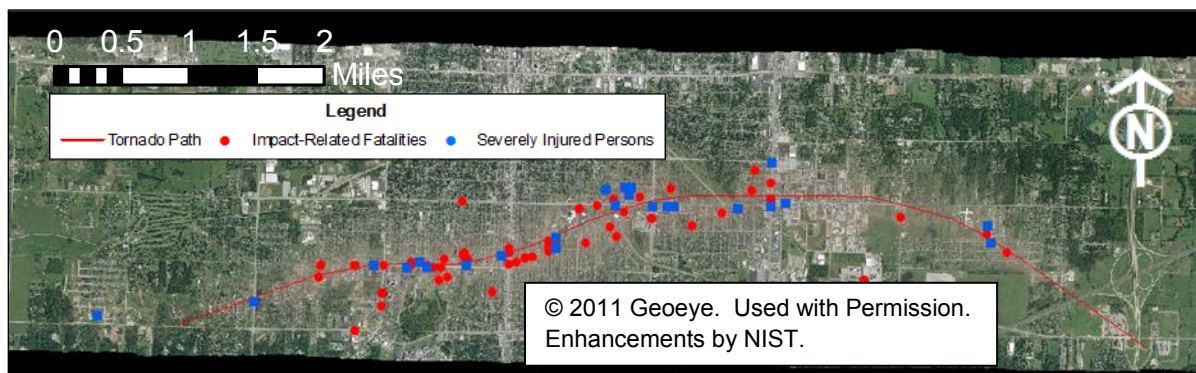 0 0.5 1 1.5 2
Miles
Legend
Tornado Path Impact-Related Fatalities Severely Injured Persons
N
© 2011 Geoeye. Used with Permission.
Enhancements by NIST.